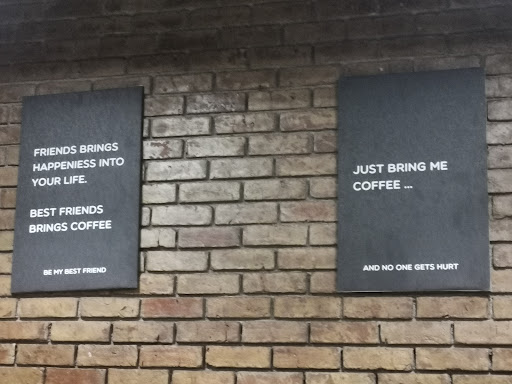 FRIENDS BRINGS
HAPPENIESS INTO
YOUR LIFE.
BEST FRIENDS
BRINGS COFFEE
BE MY BEST FRIEND
JUST BRING ME
COFFEE ...
AND NO ONE GETS HURT